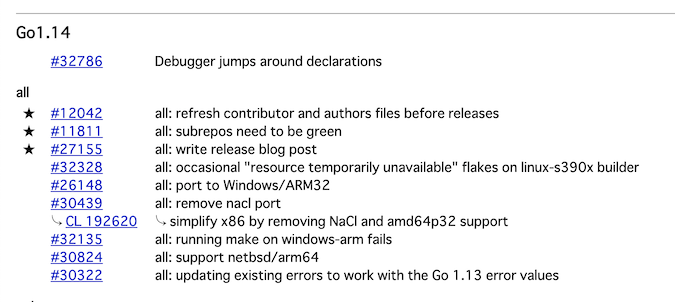 Go1.14
#32786 Debugger jumps around declarations
all
★ #12042 all: refresh contributor and authors files before releases
★ #11811 all: subrepos need to be green
★ #27155 all: write release blog post
#32328 all: occasional "resource temporarily unavailable" flakes on linux-s390x builder
#26148 all: port to Windows/ARM32
#30439 all: remove nacl port
⤷ CL 192620 ⤷ simplify x86 by removing NaCl and amd64p32 support
#32135 all: running make on windows-arm fails
#30824 all: support netbsd/arm64
#30322 all: updating existing errors to work with the Go 1.13 error values